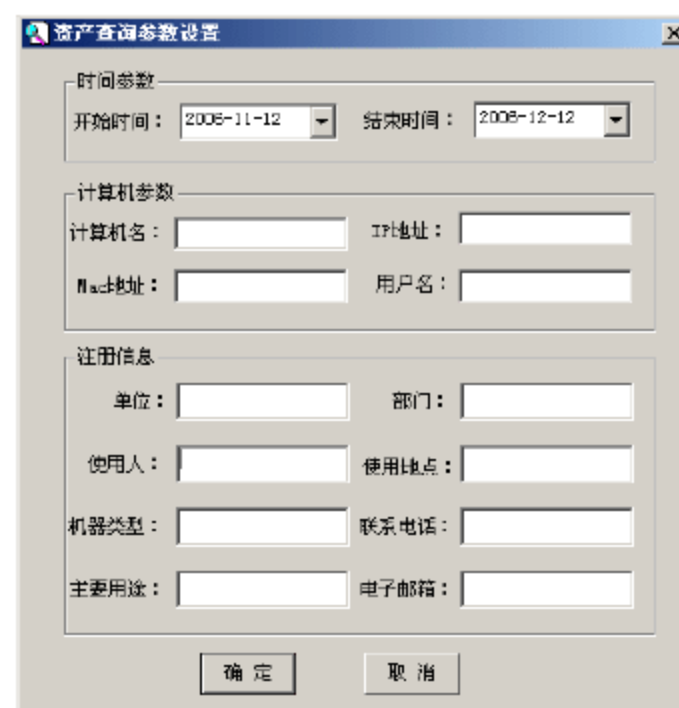 资产查询参数设置
时间参数
开始时间： 2006-11-12 结束时间： 2006-12-12
计算机参数
计算机名： IP地址：
Mac地址： 用户名：
注册信息
单位： 部门：
使用人： 使用地点：
机器类型： 联系电话：
主要用途： 电子邮箱：
确 定 取 消